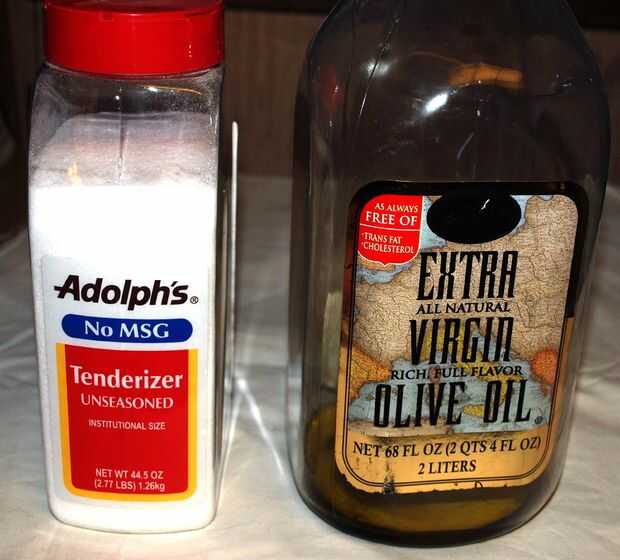 Adolph's®
No MSG
Tenderizer
UNSEASONED
INSTITUTIONAL SIZE
NET WT 44.5 OZ
(2.77 LBS) 1.26kg
AS ALWAYS
FREE OF
*TRANS FAT
*CHOLESTEROL
EXTRA
ALL NATURAL
VIRGIN
RICH, FULL FLAVOR
OLIVE OIL
NET 68 FL OZ (2 QTS 4 FL OZ)
2 LITERS